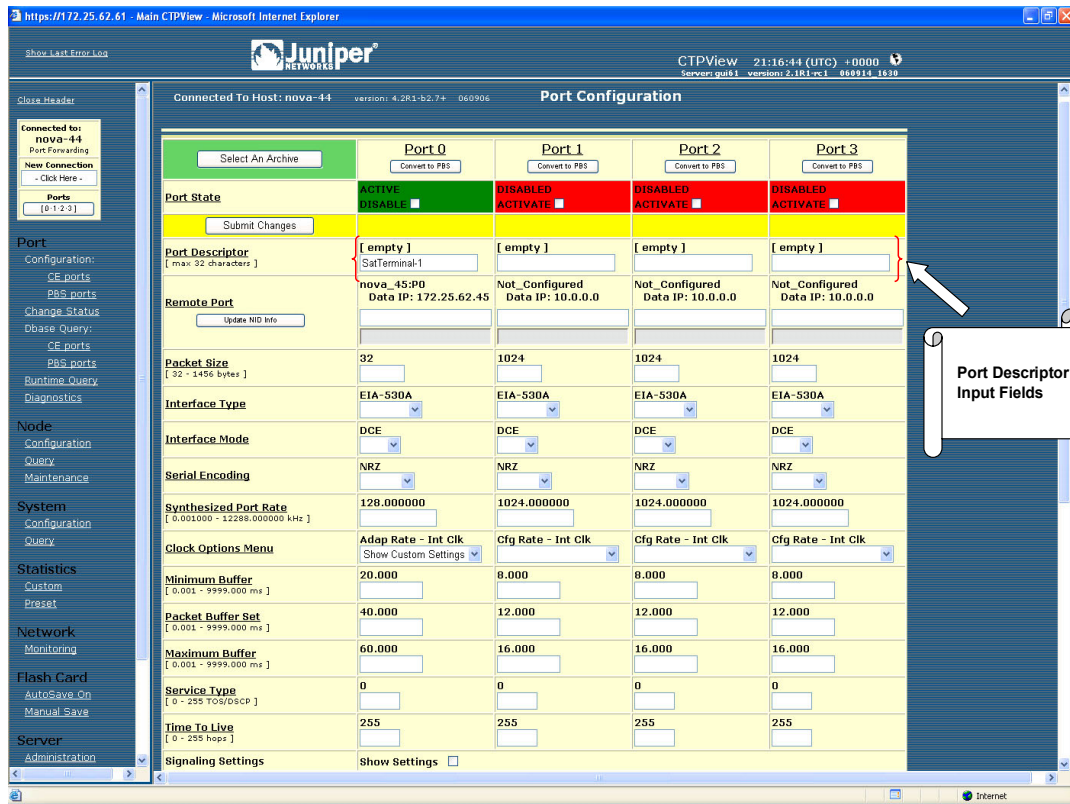 https://172.25.62.61 - Main CTPView - Microsoft Internet Explorer
Show Last Error Log
Juniper®
NETWORKS
CTPView 21:16:44 (UTC) +0000
Server: gui61 version: 2.1R1-rc1 060914_1630
Close Header
Connected To Host: nova-44 version: 4.2R1-b2.7+ 060906 Port Configuration
Connected to:
nova-44
Port Forwarding
New Connection
- Click Here -
Ports
[0·1·2·3]
Port
Configuration:
CE ports
PBS ports
Change Status
Dbase Query:
CE ports
PBS ports
Runtime Query
Diagnostics
Node
Configuration
Query
Maintenance
System
Configuration
Query
Statistics
Custom
Preset
Network
Monitoring
Flash Card
AutoSave On
Manual Save
Server
Administration
Select An Archive
Port 0 Port 1 Port 2 Port 3
Convert to PBS Convert to PBS Convert to PBS Convert to PBS
Port State
ACTIVE DISABLED DISABLED DISABLED
DISABLE ACTIVATE ACTIVATE ACTIVATE
Submit Changes
Port Descriptor
[ max 32 characters ]
[ empty ] [ empty ] [ empty ] [ empty ]
SatTerminal-1
Remote Port
Update NID Info
nova_45:P0 Not_Configured Not_Configured Not_Configured
Data IP: 172.25.62.45 Data IP: 10.0.0.0 Data IP: 10.0.0.0 Data IP: 10.0.0.0
Packet Size
[ 32 - 1456 bytes ]
32 1024 1024 1024
Interface Type
EIA-530A EIA-530A EIA-530A EIA-530A
Interface Mode
DCE DCE DCE DCE
Serial Encoding
NRZ NRZ NRZ NRZ
Synthesized Port Rate
[ 0.001000 - 12288.000000 kHz ]
128.000000 1024.000000 1024.000000 1024.000000
Clock Options Menu
Adap Rate - Int Clk Cfg Rate - Int Clk Cfg Rate - Int Clk Cfg Rate - Int Clk
Show Custom Settings
Minimum Buffer
[ 0.001 - 9999.000 ms ]
20.000 8.000 8.000 8.000
Packet Buffer Set
[ 0.001 - 9999.000 ms ]
40.000 12.000 12.000 12.000
Maximum Buffer
[ 0.001 - 9999.000 ms ]
60.000 16.000 16.000 16.000
Service Type
[ 0 - 255 TOS/DSCP ]
0 0 0 0
Time To Live
[ 0 - 255 hops ]
255 255 255 255
Signaling Settings
Show Settings
Port Descriptor
Input Fields
Internet